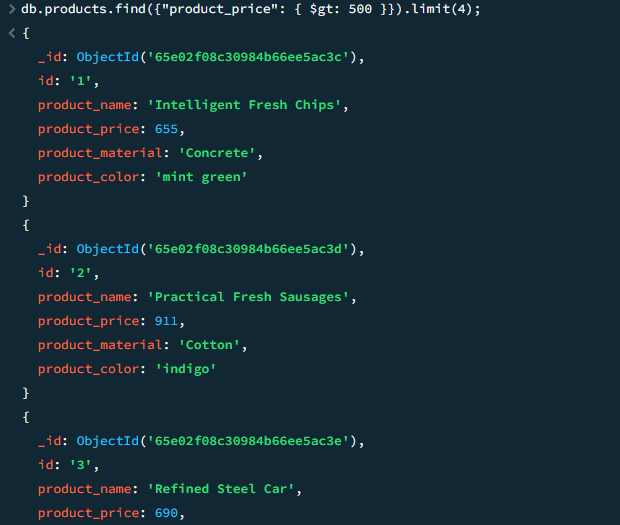 > db.products.find({"product_price": { $gt: 500 }}).limit(4);
< {
_id: ObjectId('65e02f08c30984b66ee5ac3c'),
id: '1',
product_name: 'Intelligent Fresh Chips',
product_price: 655,
product_material: 'Concrete',
product_color: 'mint green'
}
{
_id: ObjectId('65e02f08c30984b66ee5ac3d'),
id: '2',
product_name: 'Practical Fresh Sausages',
product_price: 911,
product_material: 'Cotton',
product_color: 'indigo'
}
{
_id: ObjectId('65e02f08c30984b66ee5ac3e'),
id: '3',
product_name: 'Refined Steel Car',
product_price: 690,